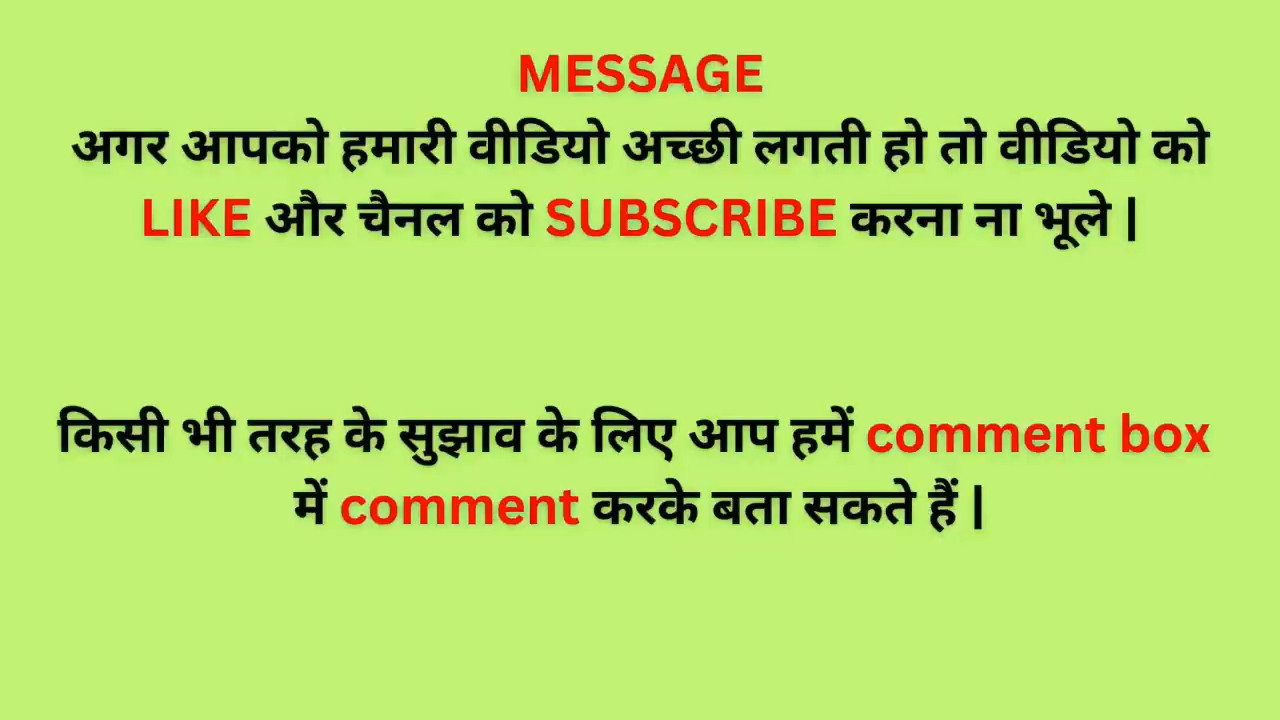 MESSAGE
अगर आपको हमारी वीडियो अच्छी लगती हो तो वीडियो को
LIKE और चैनल को SUBSCRIBE करना ना भूले |
किसी भी तरह के सुझाव के लिए आप हमें comment box
में comment करके बता सकते हैं |